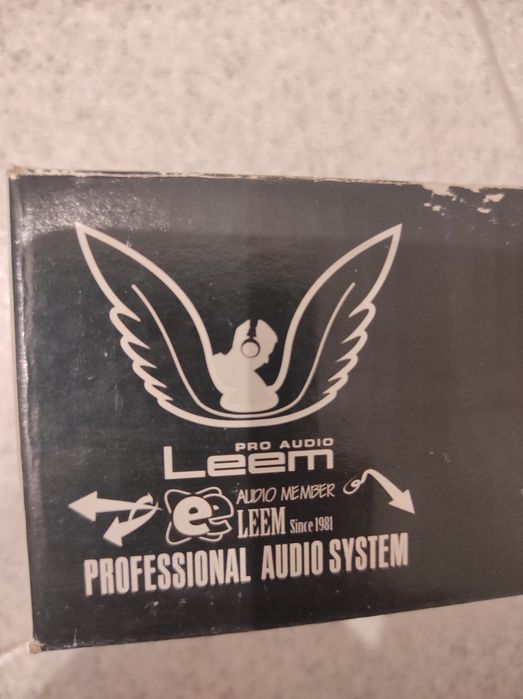 PRO AUDIO
Leem
e
AUDIO MEMBER
LEEM Since 1981
PROFESSIONAL AUDIO SYSTEM